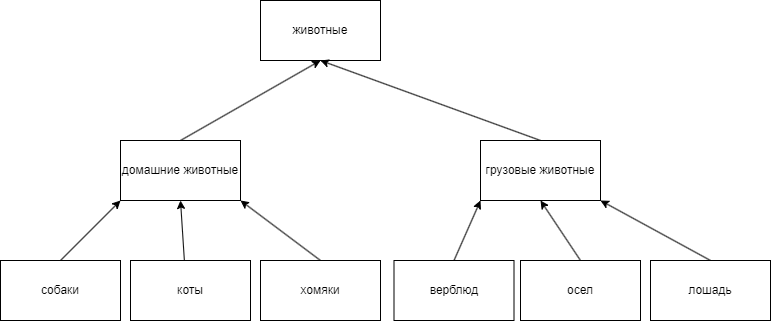 животные
домашние животные
грузовые животные
собаки
коты
хомяки
верблюд
осел
лошадь